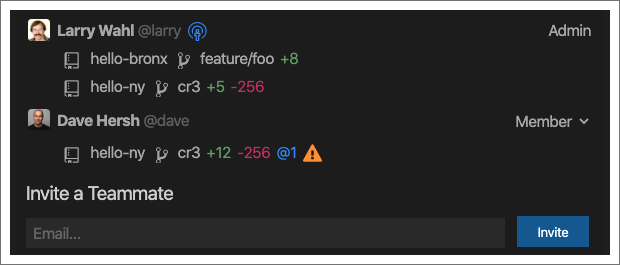 Larry Wahl @larry Admin
hello-bronx feature/foo +8
hello-ny cr3 +5 -256
Dave Hersh @dave Member
hello-ny cr3 +12 -256 @1
Invite a Teammate
Email... Invite